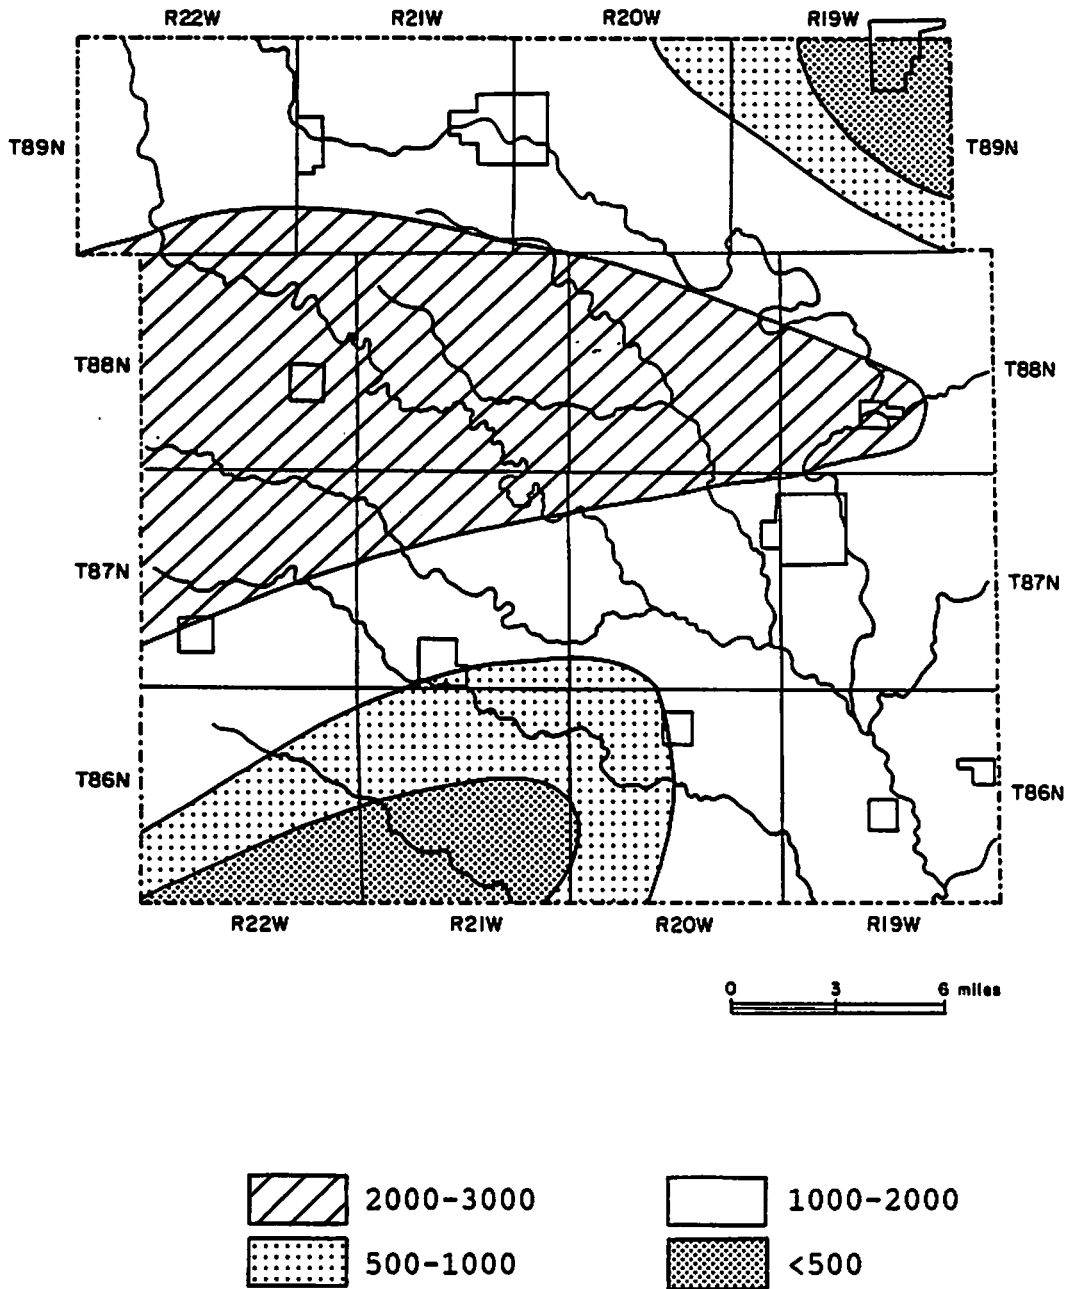 R22W R21W R20W R19W
T89N T89N
T88N T88N
T87N T87N
T86N T86N
R22W R21W R20W R19W
0 3 6 miles
2000-3000 1000-2000
500-1000 <500